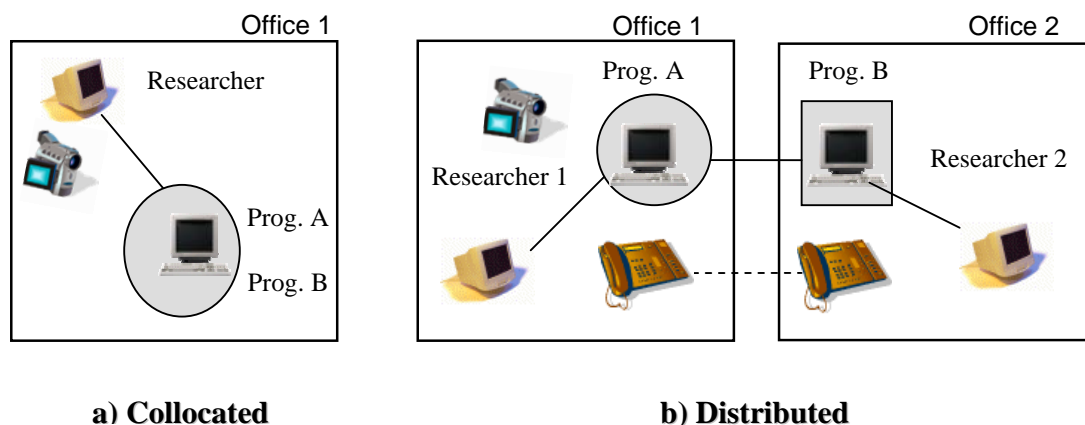 Office 1
Researcher
Prog. A
Prog. B
a) Collocated
Office 1
Office 2
Prog. A
Prog. B
Researcher 1
Researcher 2
b) Distributed